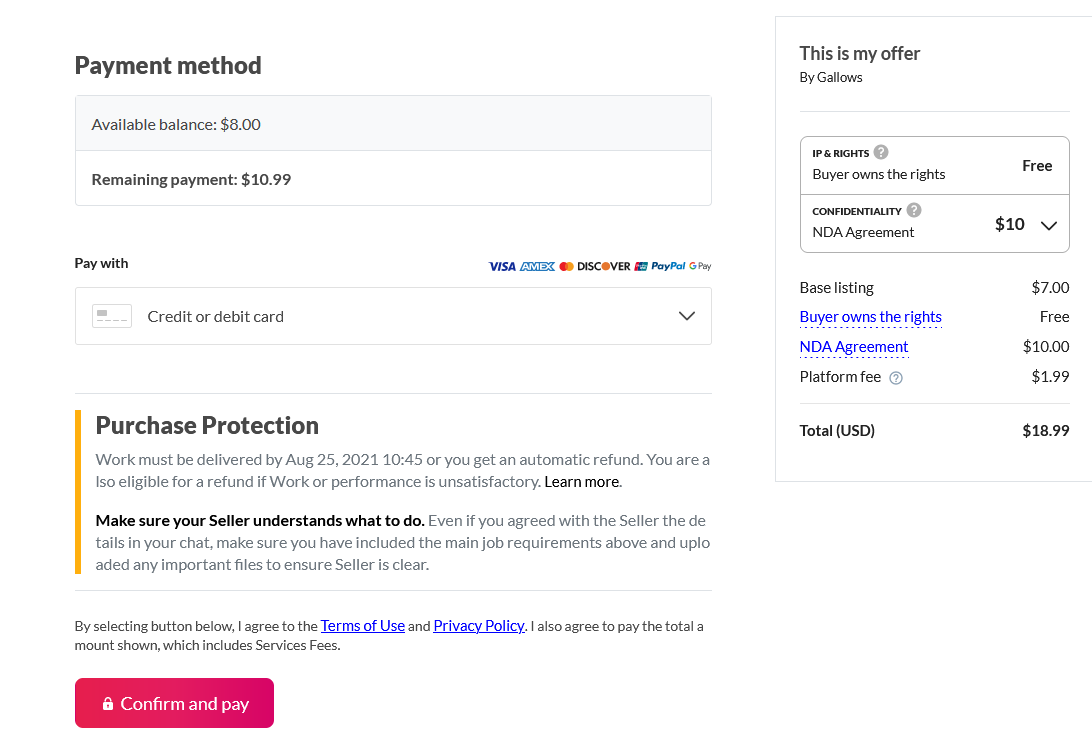 Payment method
Available balance: $8.00
Remaining payment: $10.99
Pay with
VISA AMEX DISCOVER PayPal G Pay
Credit or debit card
Purchase Protection
Work must be delivered by Aug 25, 2021 10:45 or you get an automatic refund. You are a
lso eligible for a refund if Work or performance is unsatisfactory. Learn more.
Make sure your Seller understands what to do. Even if you agreed with the Seller the de
tails in your chat, make sure you have included the main job requirements above and uplo
aded any important files to ensure Seller is clear.
By selecting button below, I agree to the Terms of Use and Privacy Policy. I also agree to pay the total a
mount shown, which includes Services Fees.
Confirm and pay
This is my offer
By Gallows
IP & RIGHTS ?
Buyer owns the rights Free
CONFIDENTIALITY ?
NDA Agreement $10
Base listing $7.00
Buyer owns the rights Free
NDA Agreement $10.00
Platform fee ? $1.99
Total (USD) $18.99